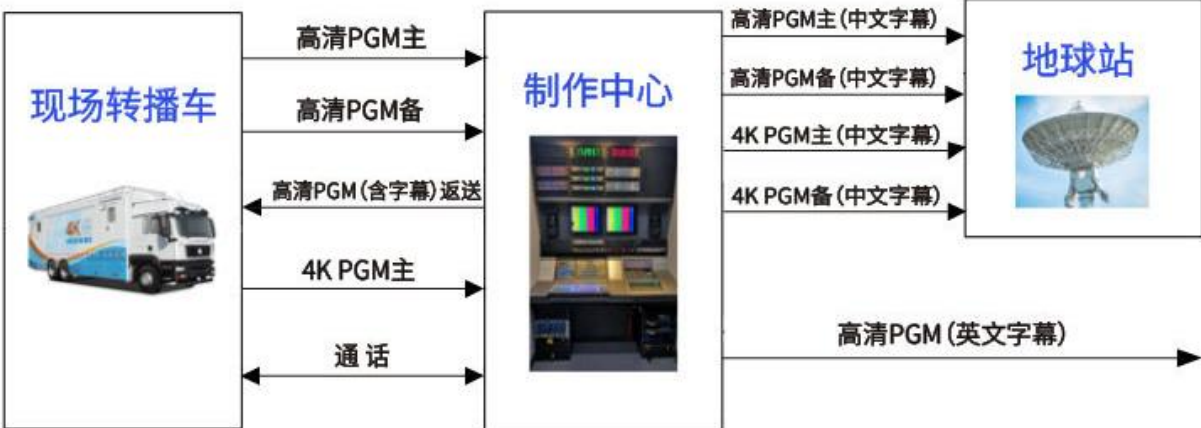 现场转播车
高清PGM主
高清PGM备
高清PGM(含字幕)返送
4K PGM主
通 话
制作中心
高清PGM主(中文字幕)
高清PGM备(中文字幕)
4K PGM主(中文字幕)
4K PGM备(中文字幕)
高清PGM(英文字幕)
地球站
4K